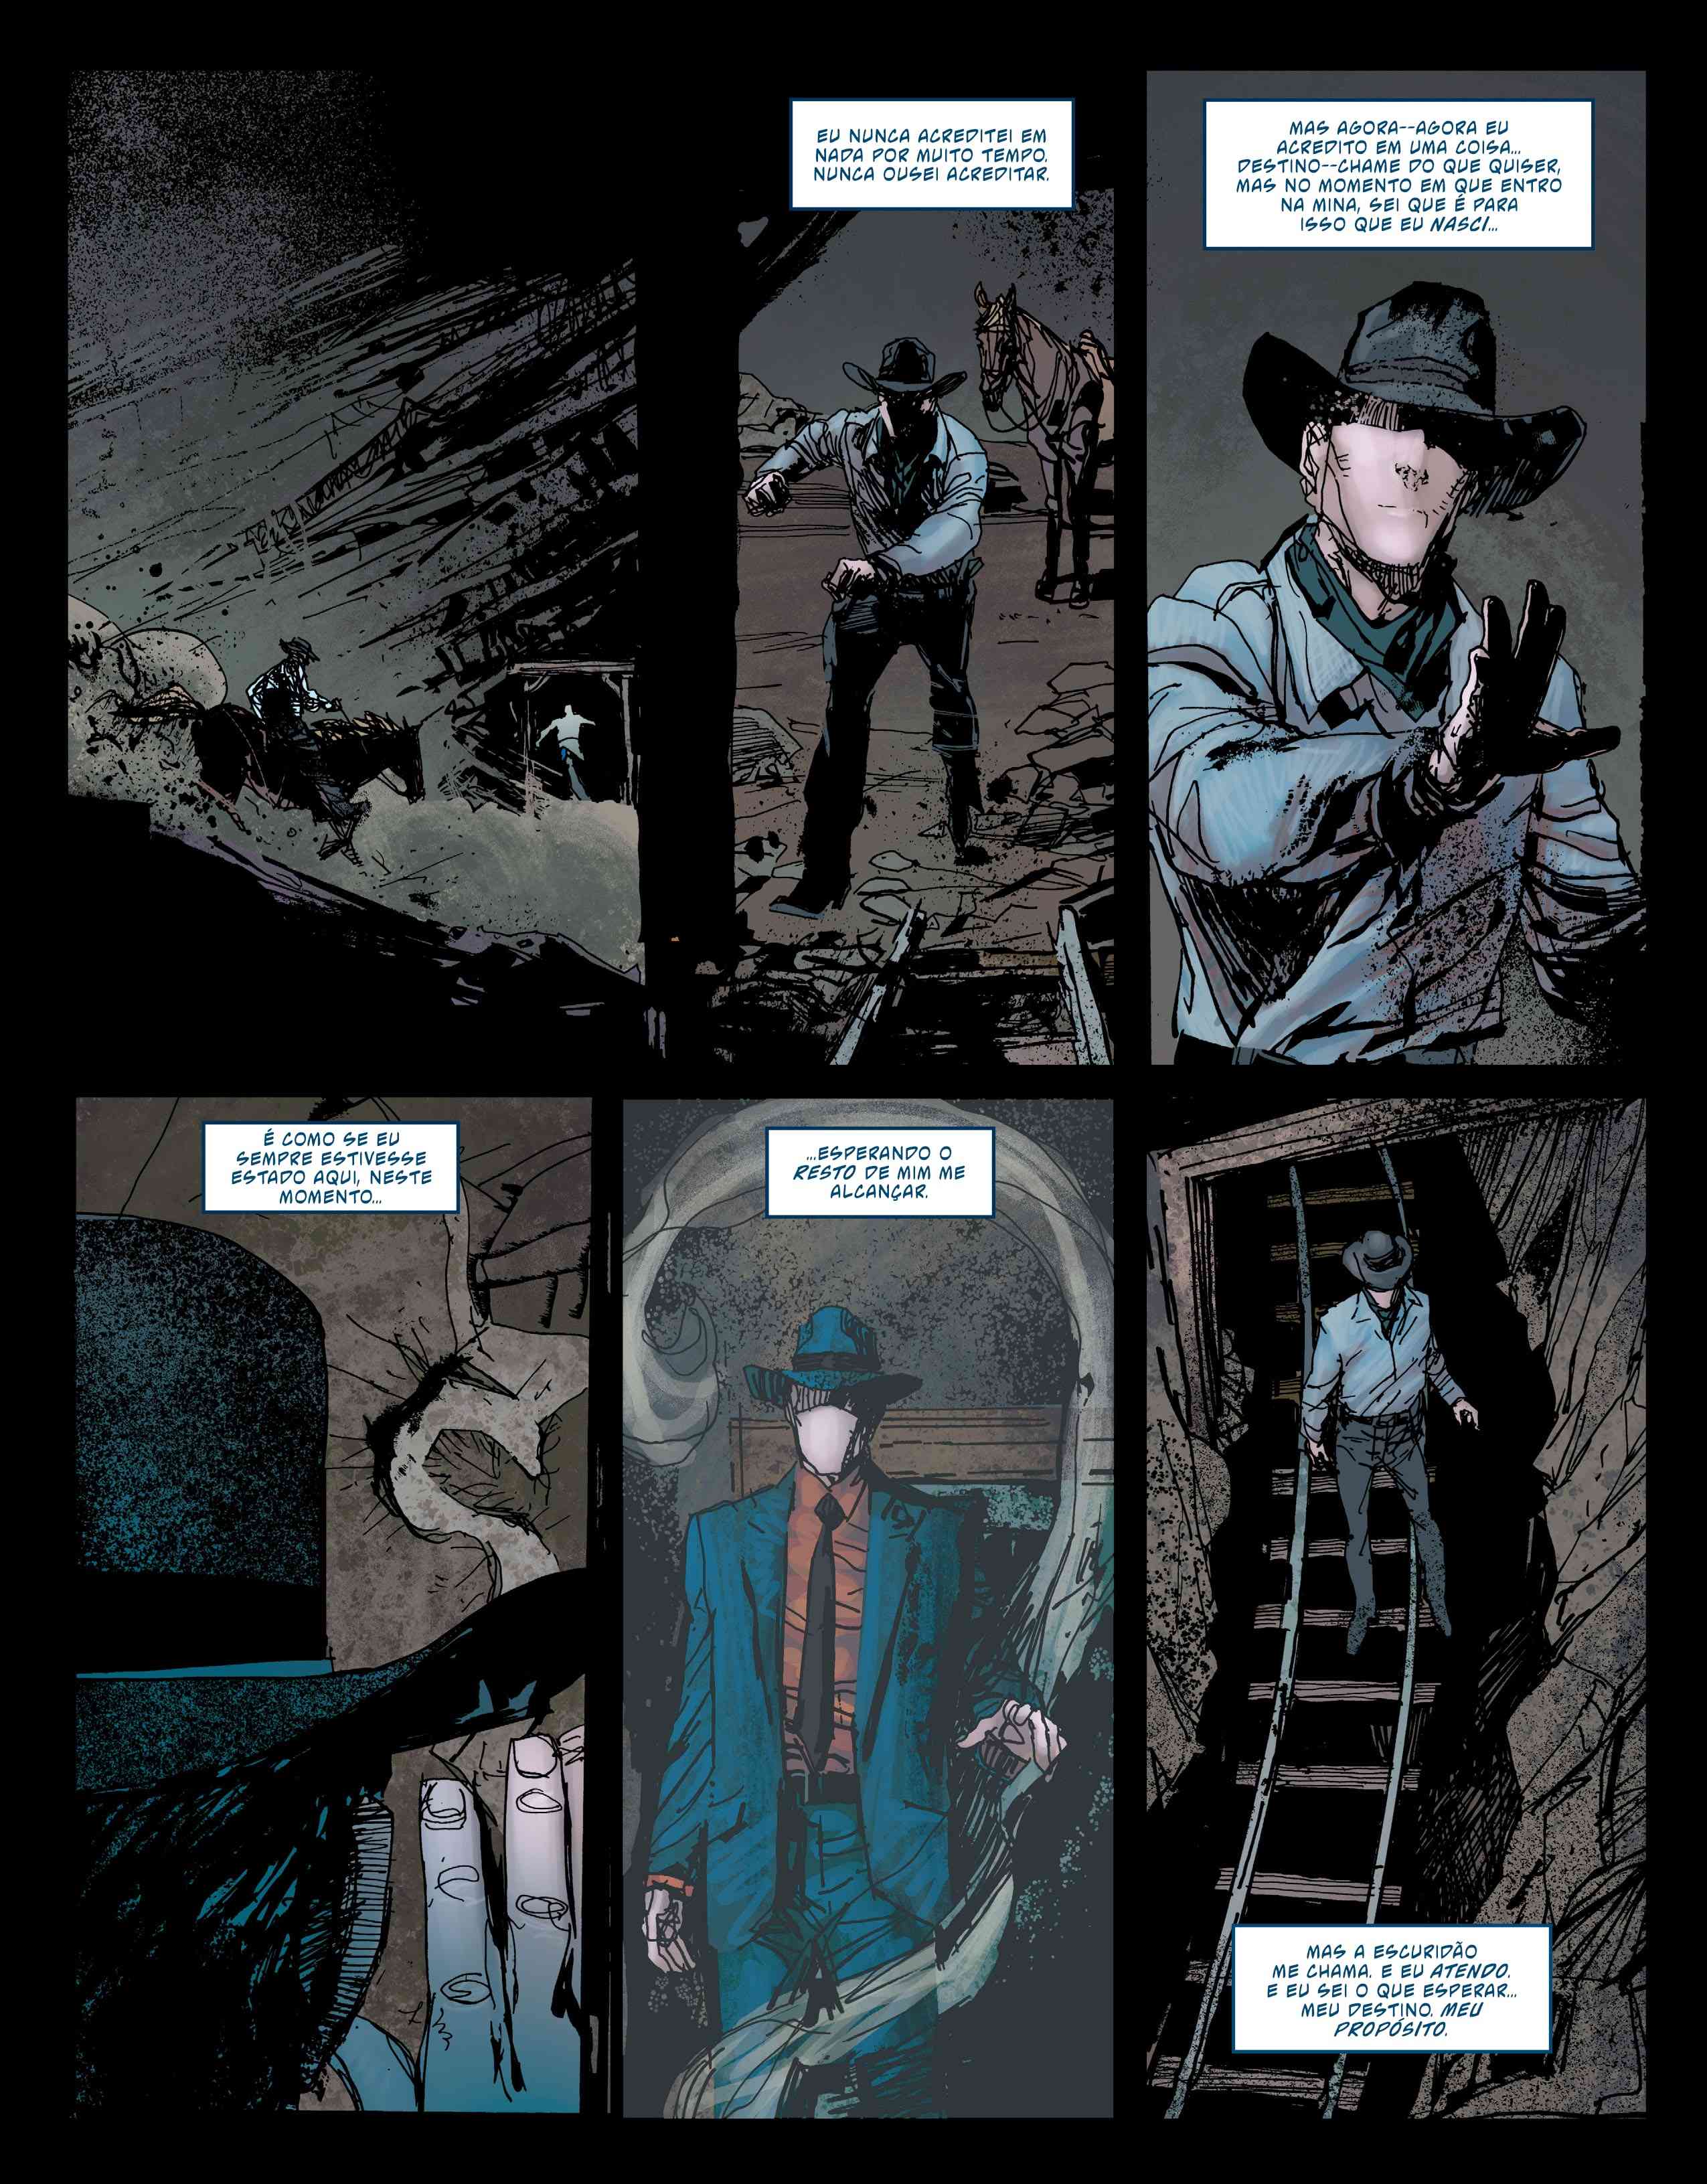 EU NUNCA ACREDITEI EM
NADA POR MUITO TEMPO.
NUNCA OUSEI ACREDITAR.
MAS AGORA--AGORA EU
ACREDITO EM UMA COISA...
DESTINO--CHAME DO QUE QUISER,
MAS NO MOMENTO EM QUE ENTRO
NA MINA, SEI QUE É PARA
ISSO QUE EU NASCI...
É COMO SE EU
SEMPRE ESTIVESSE
ESTADO AQUI, NESTE
MOMENTO...
...ESPERANDO O
RESTO DE MIM ME
ALCANÇAR.
MAS A ESCURIDÃO
ME CHAMA. E EU ATENDO.
E EU SEI O QUE ESPERAR...
MEU DESTINO. MEU
PROPÓSITO.